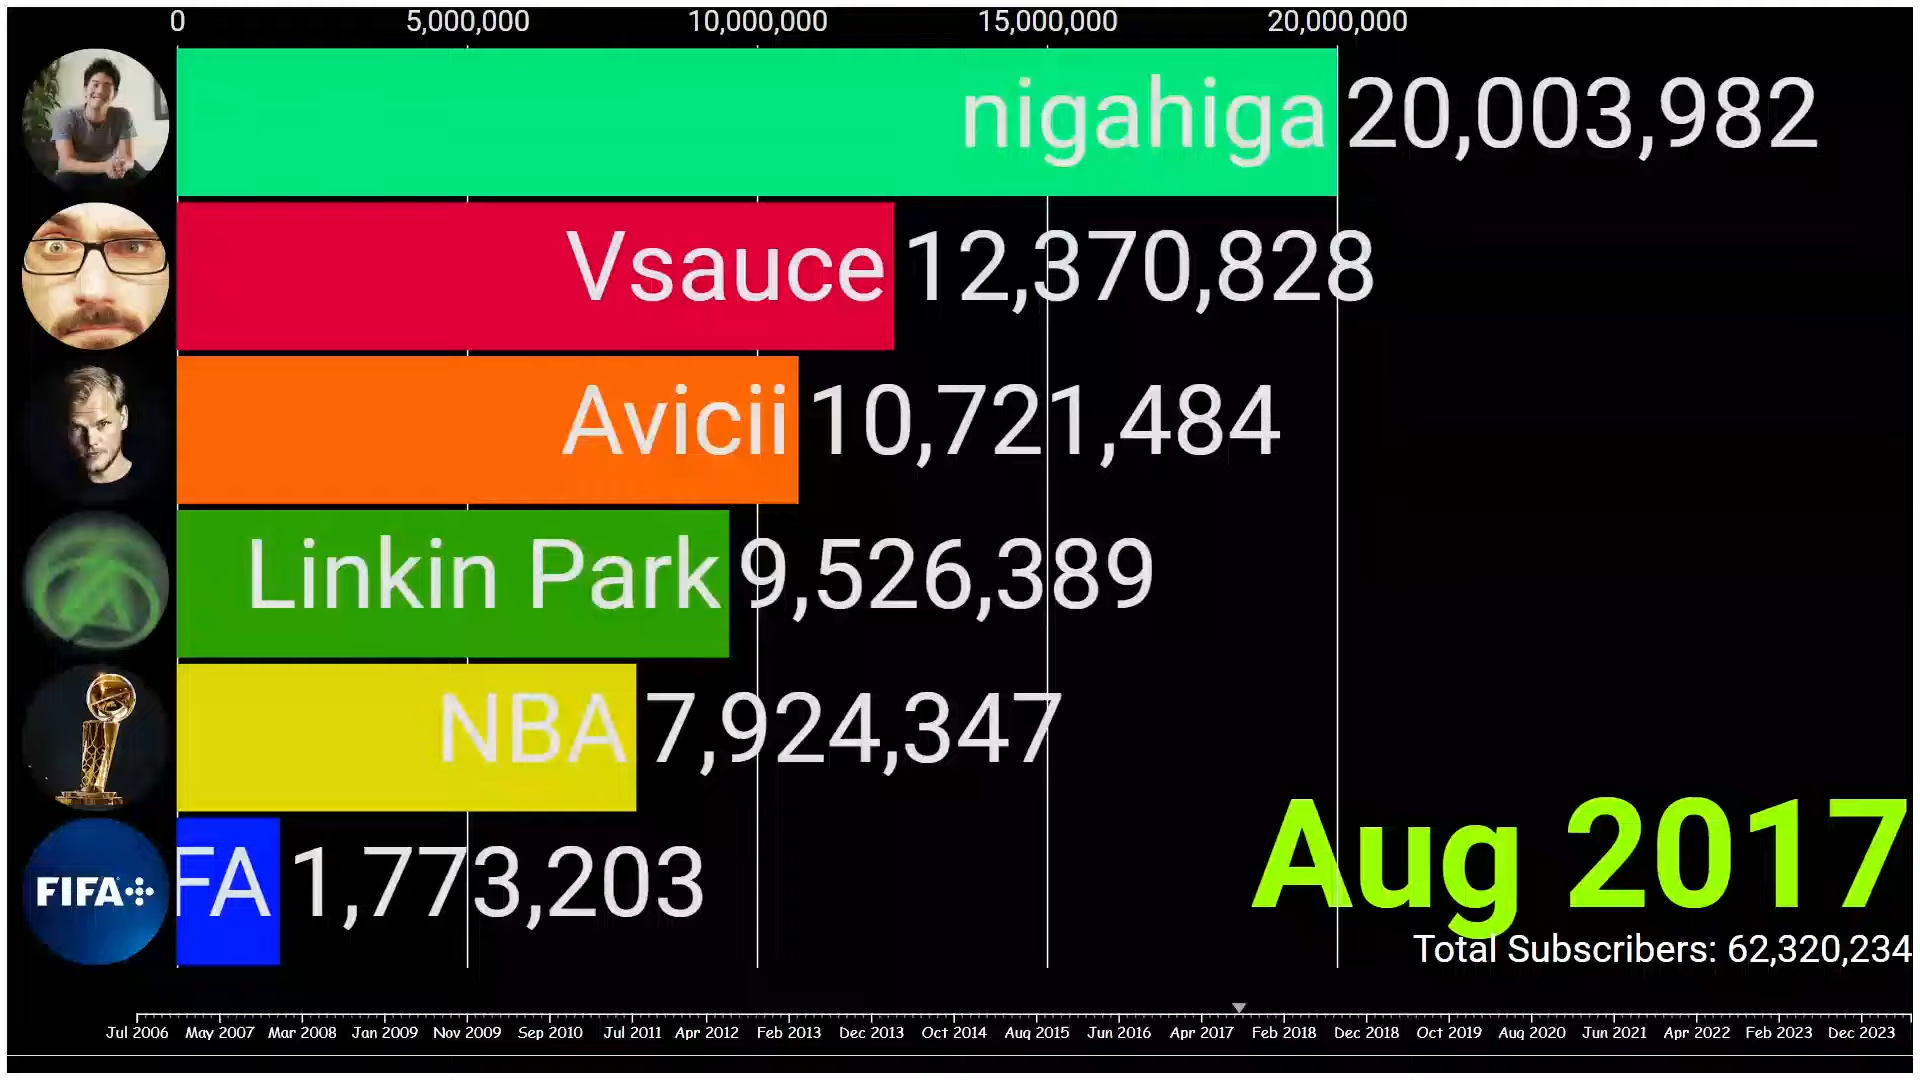 0 5,000,000 10,000,000 15,000,000 20,000,000
nigahiga 20,003,982
Vsauce 12,370,828
Avicii 10,721,484
Linkin Park 9,526,389
NBA 7,924,347
FIFA+ FA 1,773,203
Aug 2017
Total Subscribers: 62,320,234
Jul 2006 May 2007 Mar 2008 Jan 2009 Nov 2009 Sep 2010 Jul 2011 Apr 2012 Feb 2013 Dec 2013 Oct 2014 Aug 2015 Jun 2016 Apr 2017 Feb 2018 Dec 2018 Oct 2019 Aug 2020 Jun 2021 Apr 2022 Feb 2023 Dec 2023